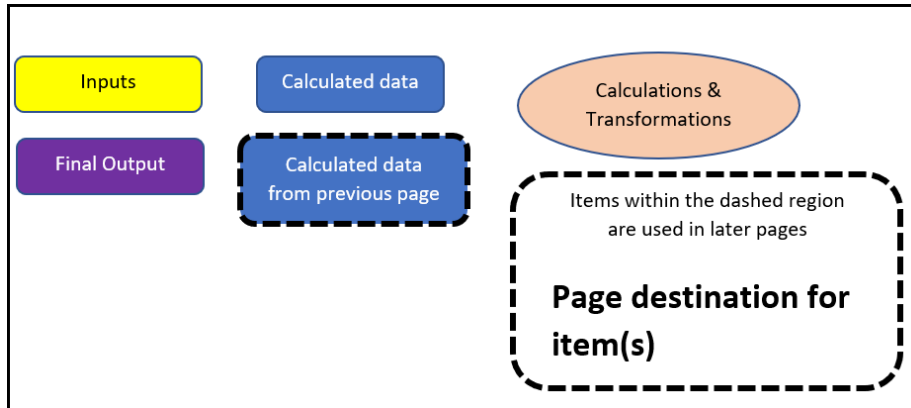 Inputs
Calculated data
Calculations &
Transformations
Final Output
Calculated data
from previous page
Items within the dashed region
are used in later pages
Page destination for
item(s)